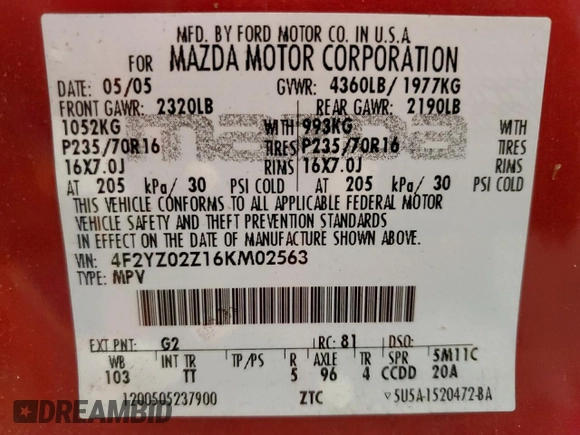 MFD. BY FORD MOTOR CO. IN U.S.A.
FOR MAZDA MOTOR CORPORATION
DATE: 05/05 GVWR: 4360LB/ 1977KG
FRONT GAWR: 2320LB REAR GAWR: 2190LB
1052KG WITH 993KG WITH
P235/70R16 TIRES P235/70R16 TIRES
16X7.0J RIMS 16X7.0J RIMS
AT 205 kPa/ 30 PSI COLD AT 205 kPa/ 30 PSI COLD
THIS VEHICLE CONFORMS TO ALL APPLICABLE FEDERAL MOTOR
VEHICLE SAFETY AND THEFT PREVENTION STANDARDS
IN EFFECT ON THE DATE OF MANUFACTURE SHOWN ABOVE.
VIN: 4F2YZ02Z16KM02563
TYPE: MPV
EXT PNT: G2 RC: 81 DSO:
WB INT TR TP/PS R AXLE TR SPR 5M11C
103 TT 5 96 4 CCDD 20A
1200505237900 ZTC 5U5A-1520472-BA
mazda
DREAMBID